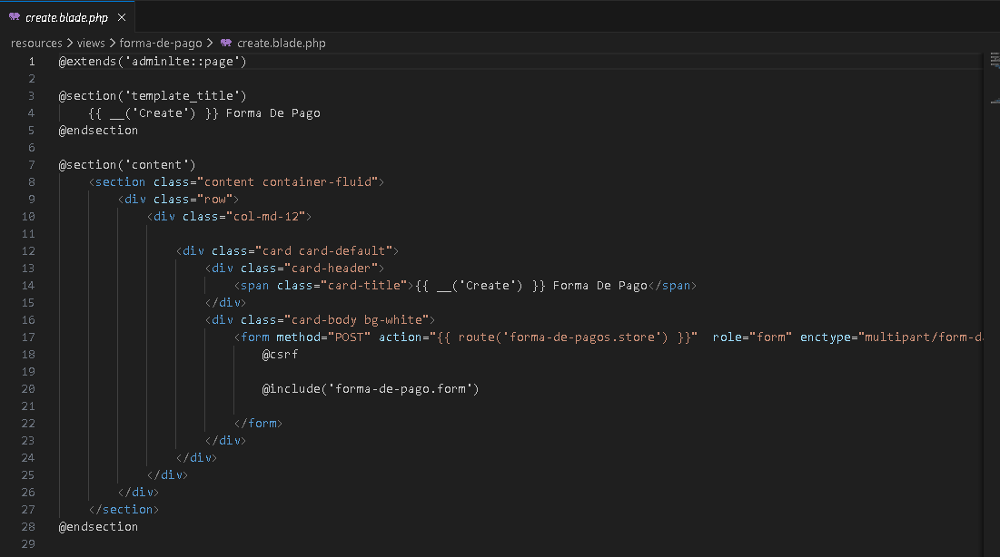 create.blade.php ×
resources > views > forma-de-pago > create.blade.php
1 @extends('adminlte::page')
2
3 @section('template_title')
4 {{ __('Create') }} Forma De Pago
5 @endsection
6
7 @section('content')
8 <section class="content container-fluid">
9 <div class="row">
10 <div class="col-md-12">
11
12 <div class="card card-default">
13 <div class="card-header">
14 <span class="card-title">{{ __('Create') }} Forma De Pago</span>
15 </div>
16 <div class="card-body bg-white">
17 <form method="POST" action="{{ route('forma-de-pagos.store') }}"  role="form" enctype="multipart/form-d
18 @csrf
19
20 @include('forma-de-pago.form')
21
22 </form>
23 </div>
24 </div>
25 </div>
26 </div>
27 </section>
28 @endsection
29